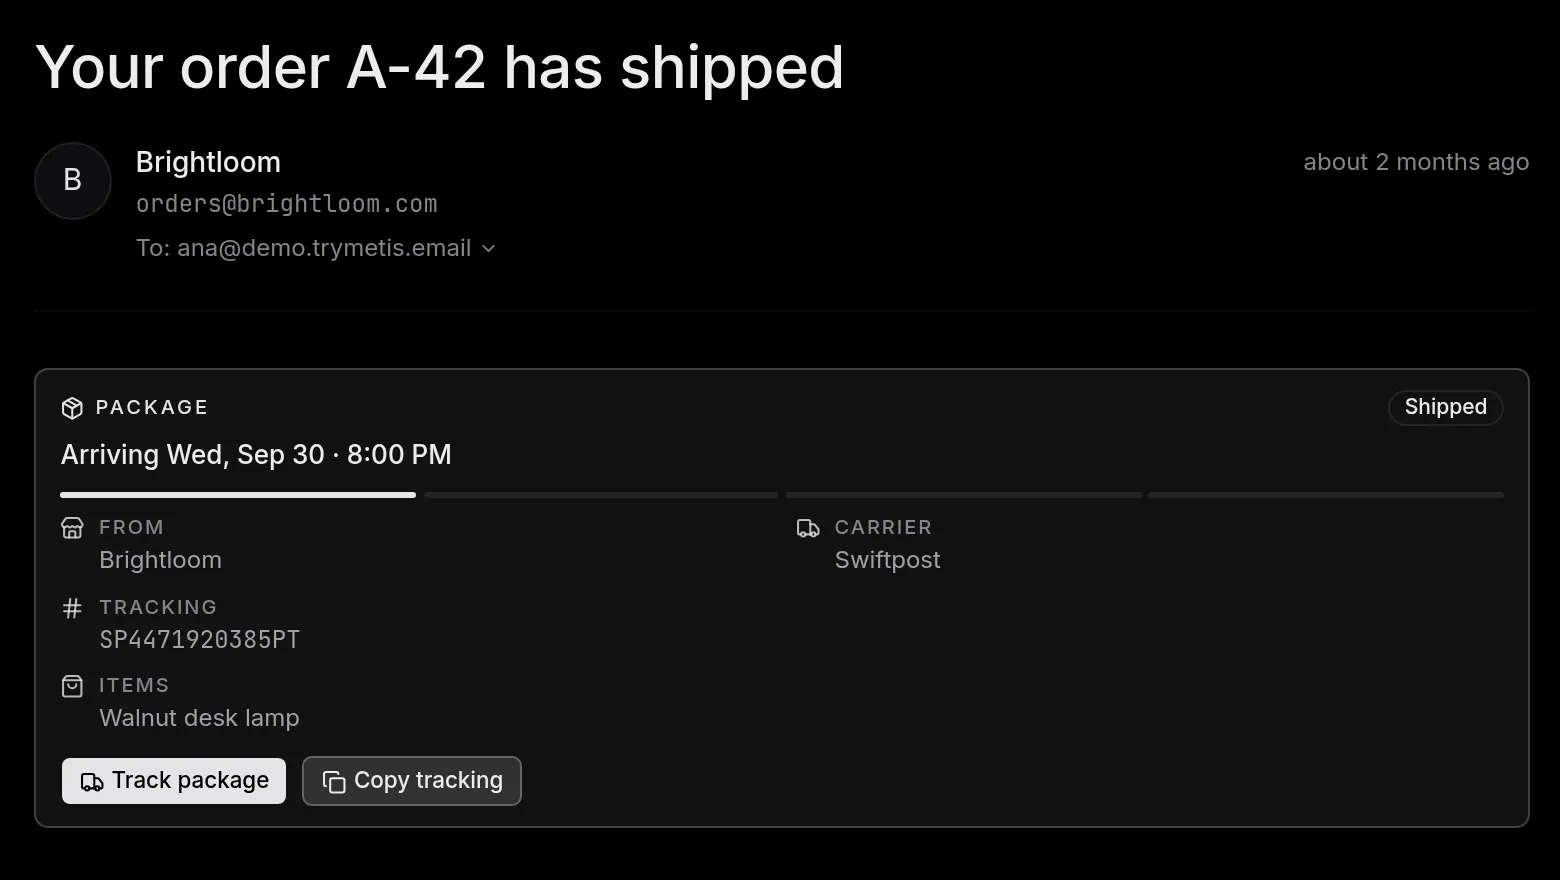 Your order A-42 has shipped
B
Brightloom
about 2 months ago
orders@brightloom.com
To: ana@demo.trymetis.email
PACKAGE
Shipped
Arriving Wed, Sep 30 · 8:00 PM
FROM
Brightloom
CARRIER
Swiftpost
TRACKING
SP4471920385PT
ITEMS
Walnut desk lamp
Track package
Copy tracking